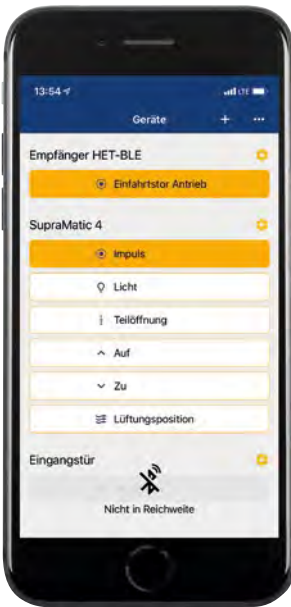 13:54
LTE
Geräte
Empfänger HET-BLE
Einfahrtstor Antrieb
SupraMatic 4
Impuls
Licht
Teilöffnung
Auf
Zu
Lüftungsposition
Eingangstür
Nicht in Reichweite